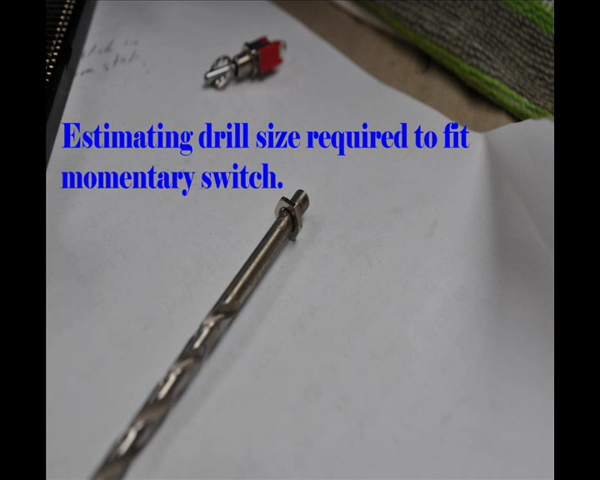 Estimating drill size required to fit
momentary switch.